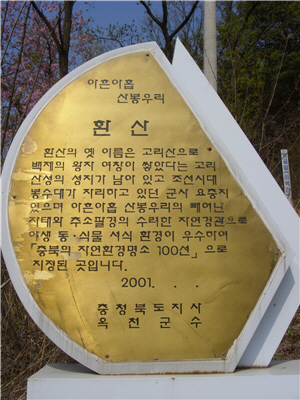 아흔아홉
산봉우리
환산
환산의 옛 이름은 고리산으로
백제의 왕자 여창이 쌓았다는 고리
산성의 성지가 남아 있고 조선시대
봉수대가 자리하고 있던 군사 요충지
였으며 아흔아홉 산봉우리의 빼어난
자태와 추소팔경의 수려한 자연경관으로
야생 동·식물 서식 환경이 우수하여
「충북의 자연환경명소 100선」으로
지정된 곳입니다.
2001. . .
충청북도지사
옥천군수